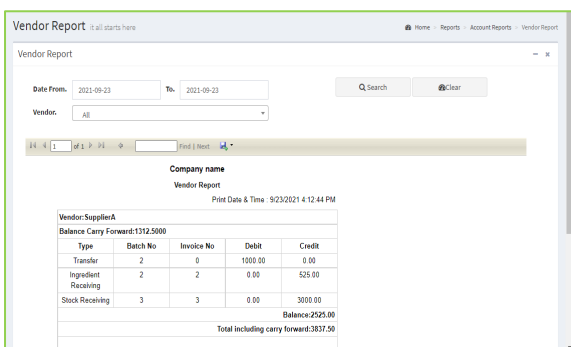 Vendor Report it all starts here
Home > Reports > Account Reports > Vendor Report
Vendor Report
Date From. 2021-09-23 To. 2021-09-23 Search Clear
Vendor. All
1 of 1 Find | Next
Company name
Vendor Report
Print Date & Time : 9/23/2021 4:12:44 PM
Vendor:SupplierA
Balance Carry Forward:1312.5000
Type Batch No Invoice No Debit Credit
Transfer 2 0 1000.00 0.00
Ingredient Receiving 2 2 0.00 525.00
Stock Receiving 3 3 0.00 3000.00
Balance:2525.00
Total including carry forward:3837.50